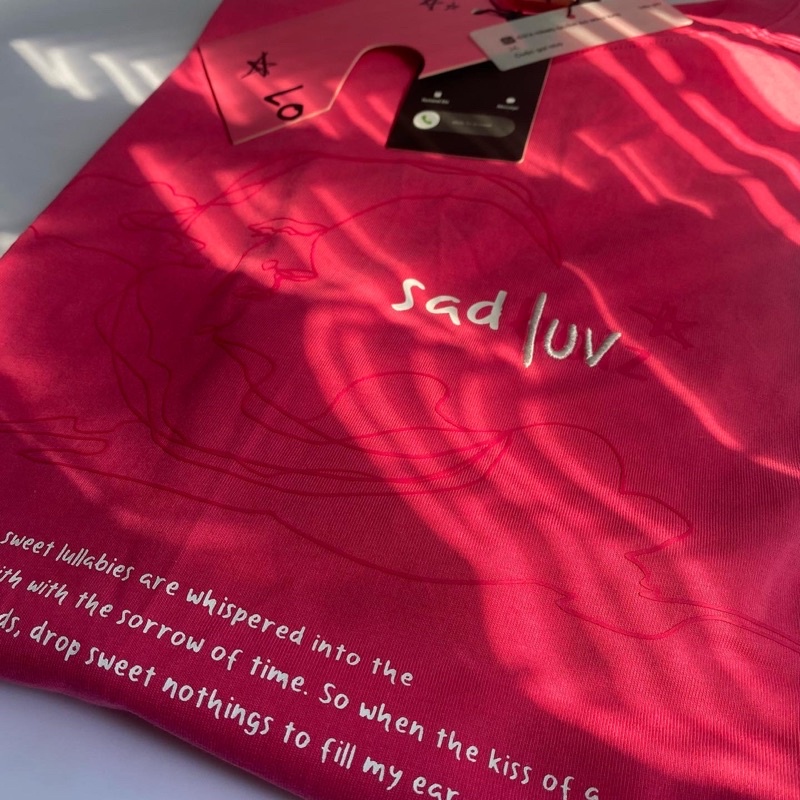 LO
sad luv
sweet lullabies are whispered into the
with the sorrow of time. So when the kiss of a
drop sweet nothings to fill my ear